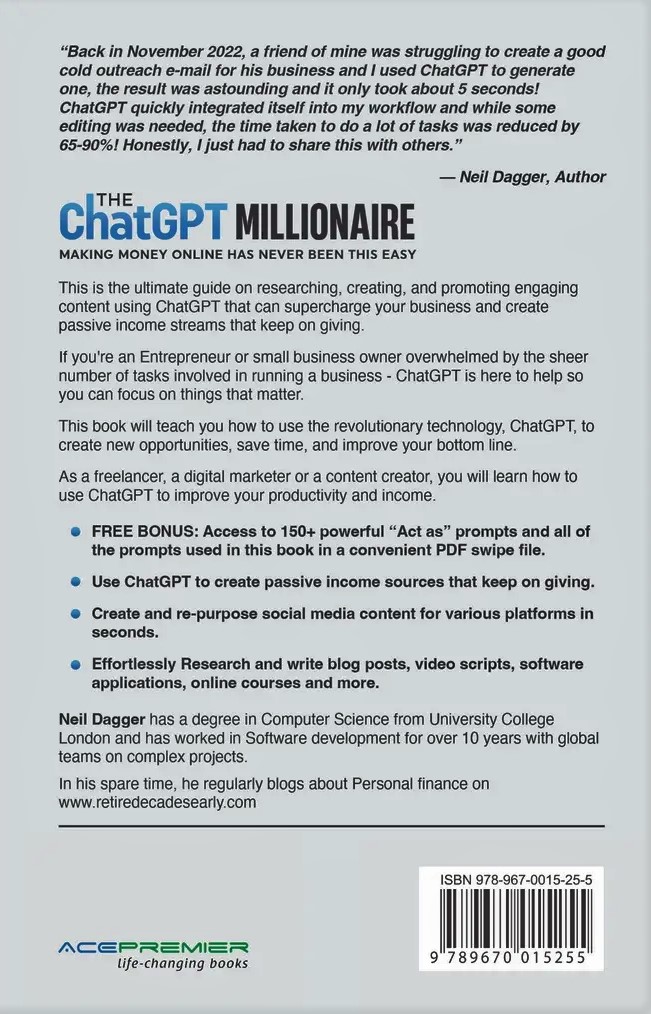 “Back in November 2022, a friend of mine was struggling to create a good
cold outreach e-mail for his business and I used ChatGPT to generate
one, the result was astounding and it only took about 5 seconds!
ChatGPT quickly integrated itself into my workflow and while some
editing was needed, the time taken to do a lot of tasks was reduced by
65-90%! Honestly, I just had to share this with others.”
— Neil Dagger, Author
THE
ChatGPT MILLIONAIRE
MAKING MONEY ONLINE HAS NEVER BEEN THIS EASY
This is the ultimate guide on researching, creating, and promoting engaging
content using ChatGPT that can supercharge your business and create
passive income streams that keep on giving.
If you're an Entrepreneur or small business owner overwhelmed by the sheer
number of tasks involved in running a business - ChatGPT is here to help so
you can focus on things that matter.
This book will teach you how to use the revolutionary technology, ChatGPT, to
create new opportunities, save time, and improve your bottom line.
As a freelancer, a digital marketer or a content creator, you will learn how to
use ChatGPT to improve your productivity and income.
• FREE BONUS: Access to 150+ powerful “Act as” prompts and all of
the prompts used in this book in a convenient PDF swipe file.
• Use ChatGPT to create passive income sources that keep on giving.
• Create and re-purpose social media content for various platforms in
seconds.
• Effortlessly Research and write blog posts, video scripts, software
applications, online courses and more.
Neil Dagger has a degree in Computer Science from University College
London and has worked in Software development for over 10 years with global
teams on complex projects.
In his spare time, he regularly blogs about Personal finance on
www.retiredecadesearly.com
ISBN 978-967-0015-25-5
9 789670 015255
ACEPREMIER
life-changing books